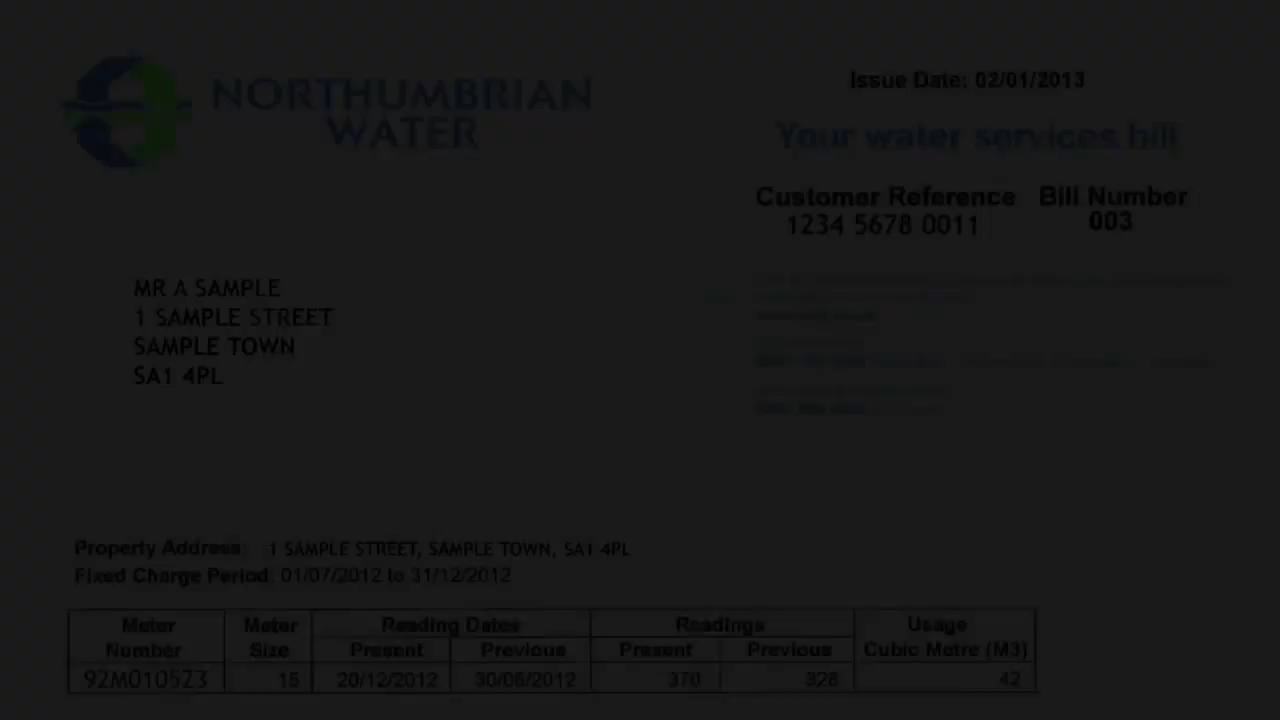 NORTHUMBRIAN
WATER
Issue Date: 02/01/2013
Your water services bill
Customer Reference Bill Number
1234 5678 0011 003
MR A SAMPLE
1 SAMPLE STREET
SAMPLE TOWN
SA1 4PL
Property Address: 1 SAMPLE STREET, SAMPLE TOWN, SA1 4PL
Fixed Charge Period: 01/07/2012 to 31/12/2012
Meter Meter Reading Dates Readings Usage
Number Size Present Previous Present Previous Cubic Metre (M3)
92M010523 15 20/12/2012 30/06/2012 370 328 42